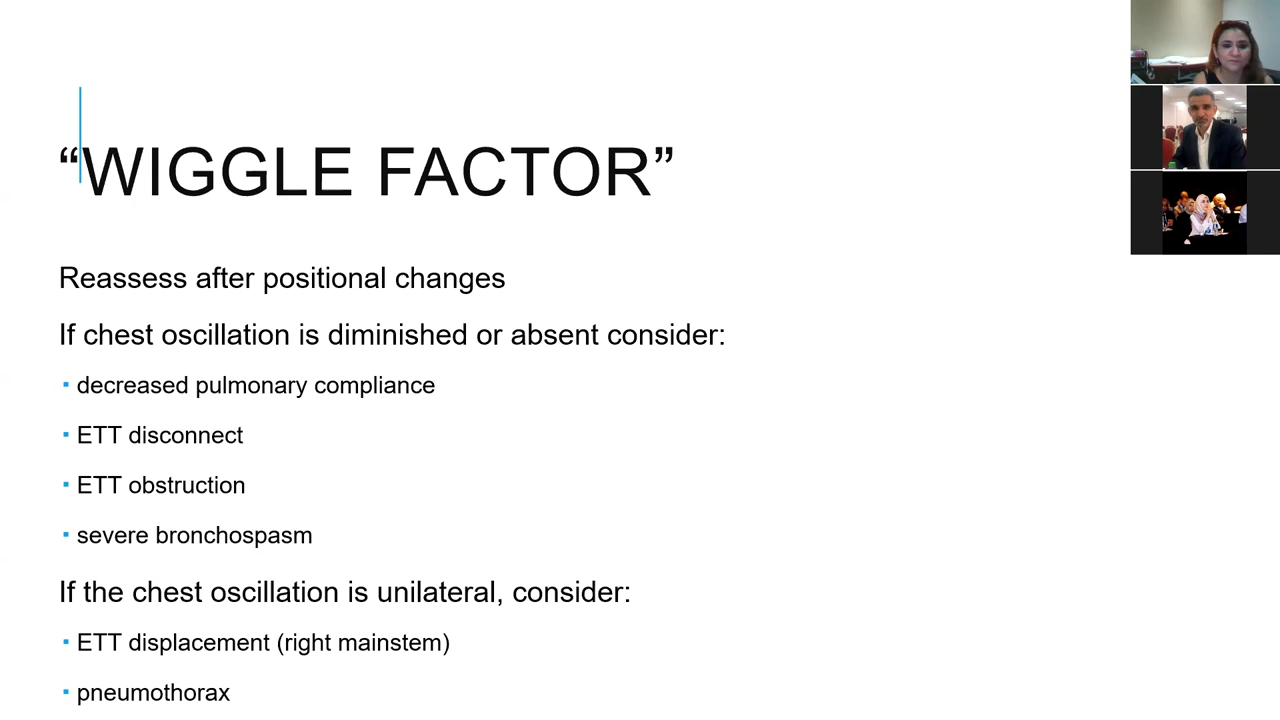 “WIGGLE FACTOR”
Reassess after positional changes
If chest oscillation is diminished or absent consider:
▪ decreased pulmonary compliance
▪ ETT disconnect
▪ ETT obstruction
▪ severe bronchospasm
If the chest oscillation is unilateral, consider:
▪ ETT displacement (right mainstem)
▪ pneumothorax